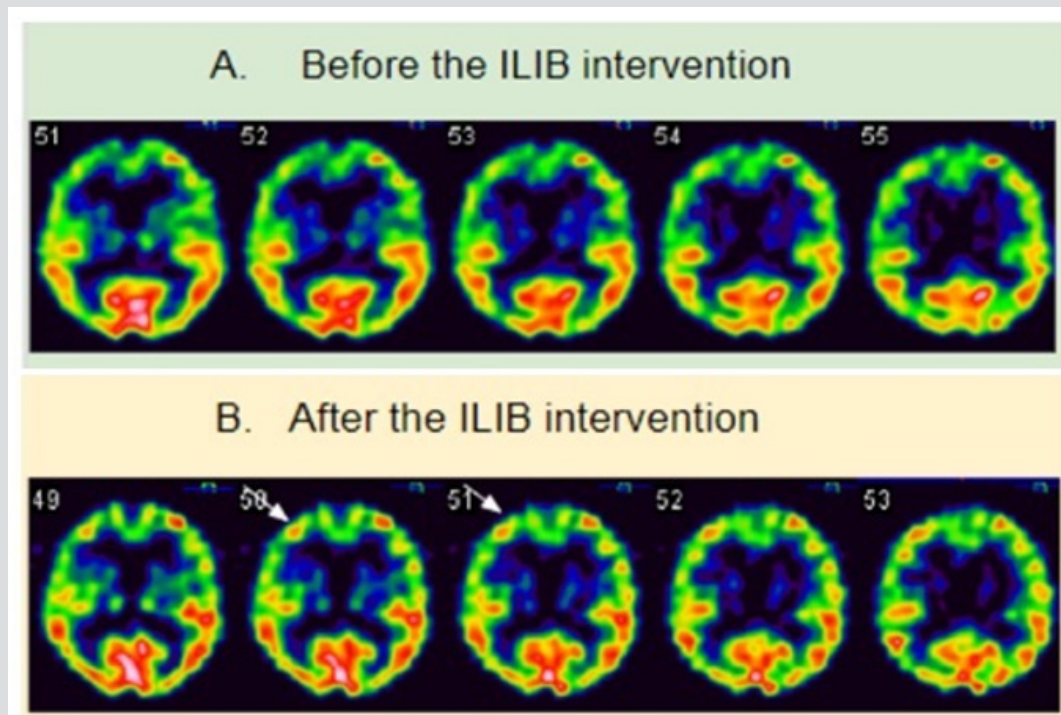 A. Before the ILIB intervention
51 52 53 54 55
B. After the ILIB intervention
49 50 51 52 53